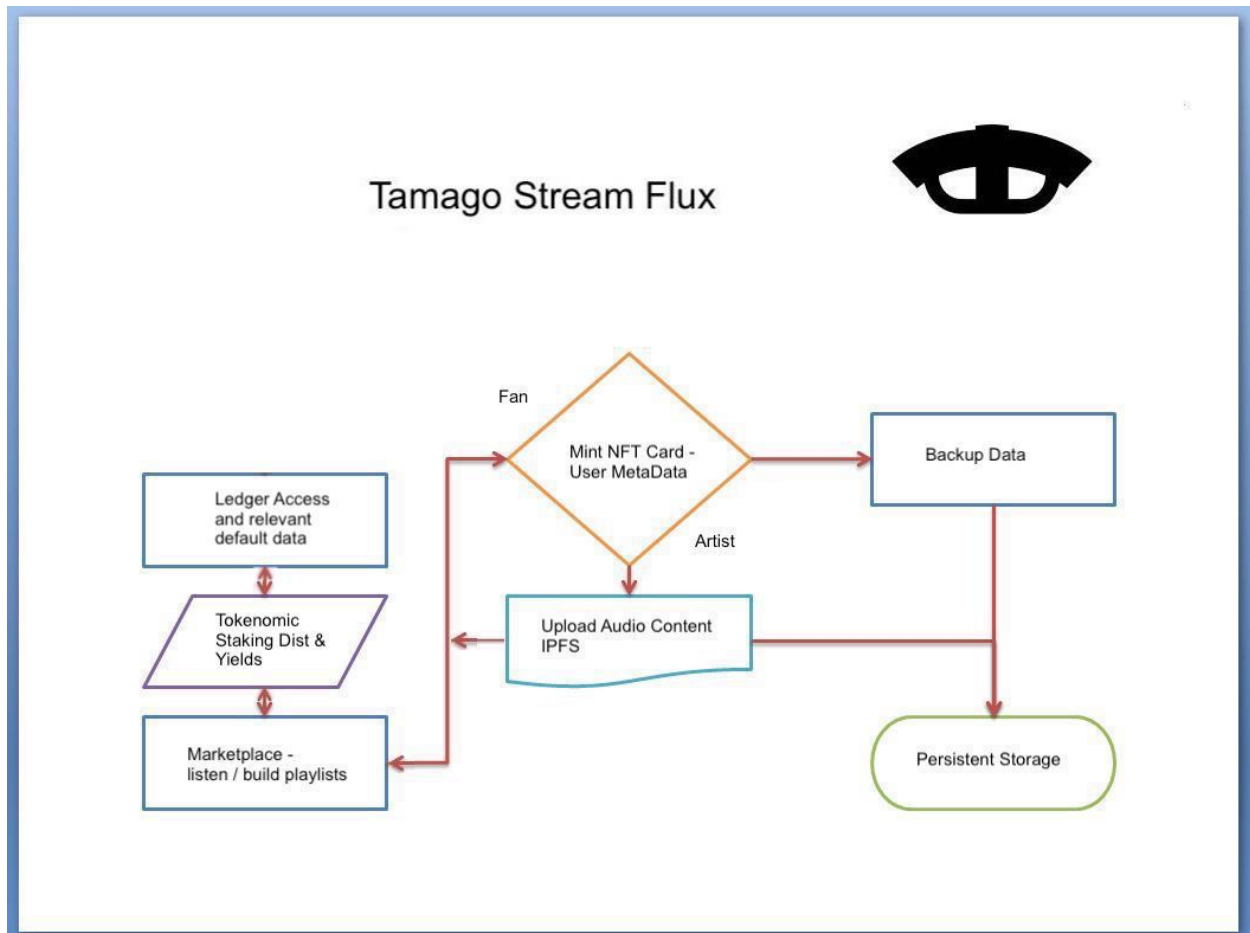 Tamago Stream Flux
Fan
Mint NFT Card -
User MetaData
Backup Data
Ledger Access
and relevant
default data
Artist
Tokenomic
Staking Dist &
Yields
Upload Audio Content
IPFS
Marketplace -
listen / build playlists
Persistent Storage